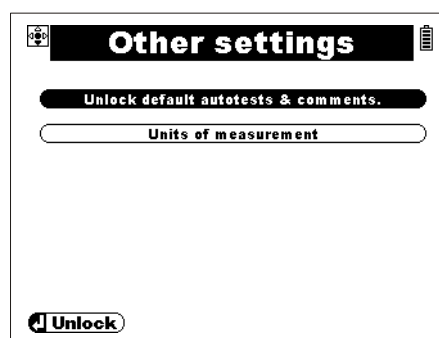 Other settings
Unlock default autotests & comments.
Units of measurement
Unlock